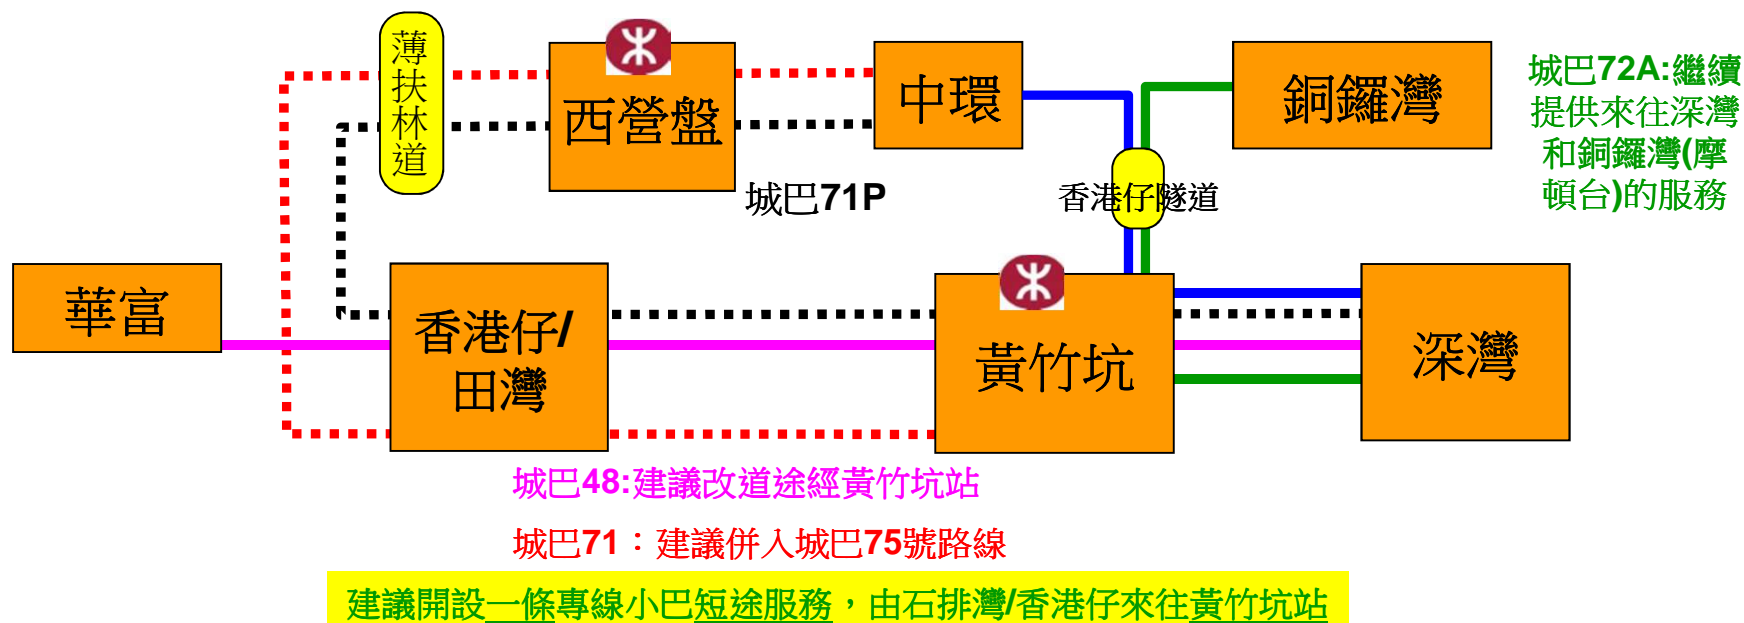 薄扶林道
西營盤
中環
銅鑼灣
城巴72A:繼續
提供來往深灣
和銅鑼灣(摩
頓台)的服務
城巴71P
香港仔隧道
華富
香港仔/
田灣
黃竹坑
深灣
城巴48:建議改道途經黃竹坑站
城巴71：建議併入城巴75號路線
建議開設一條專線小巴短途服務，由石排灣/香港仔來往黃竹坑站